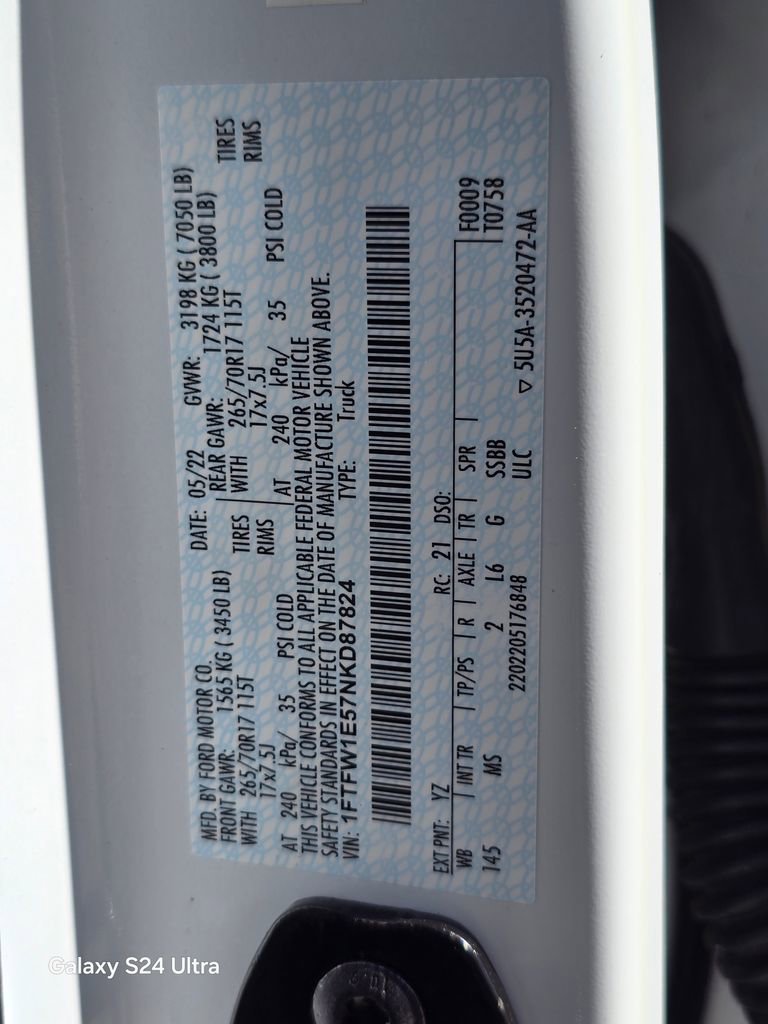 MFD. BY FORD MOTOR CO. DATE: 05/22 GVWR: 3198 KG ( 7050 LB)
FRONT GAWR: 1565 KG ( 3450 LB) REAR GAWR: 1724 KG ( 3800 LB)
WITH 265/70R17 115T TIRES WITH 265/70R17 115T TIRES
17x7.5J RIMS 17x7.5J RIMS
AT 240 kPa/ 35 PSI COLD AT 240 kPa/ 35 PSI COLD
THIS VEHICLE CONFORMS TO ALL APPLICABLE FEDERAL MOTOR VEHICLE
SAFETY STANDARDS IN EFFECT ON THE DATE OF MANUFACTURE SHOWN ABOVE.
VIN: 1FTFW1E57NKD87824 TYPE: Truck
EXT PNT: YZ RC: 21 DSO:
WB INT TR TP/PS R AXLE TR SPR F0009
145 MS 2 L6 G SSBB T0758
2202205176848 ULC ▽ 5U5A-3520472-AA
Galaxy S24 Ultra